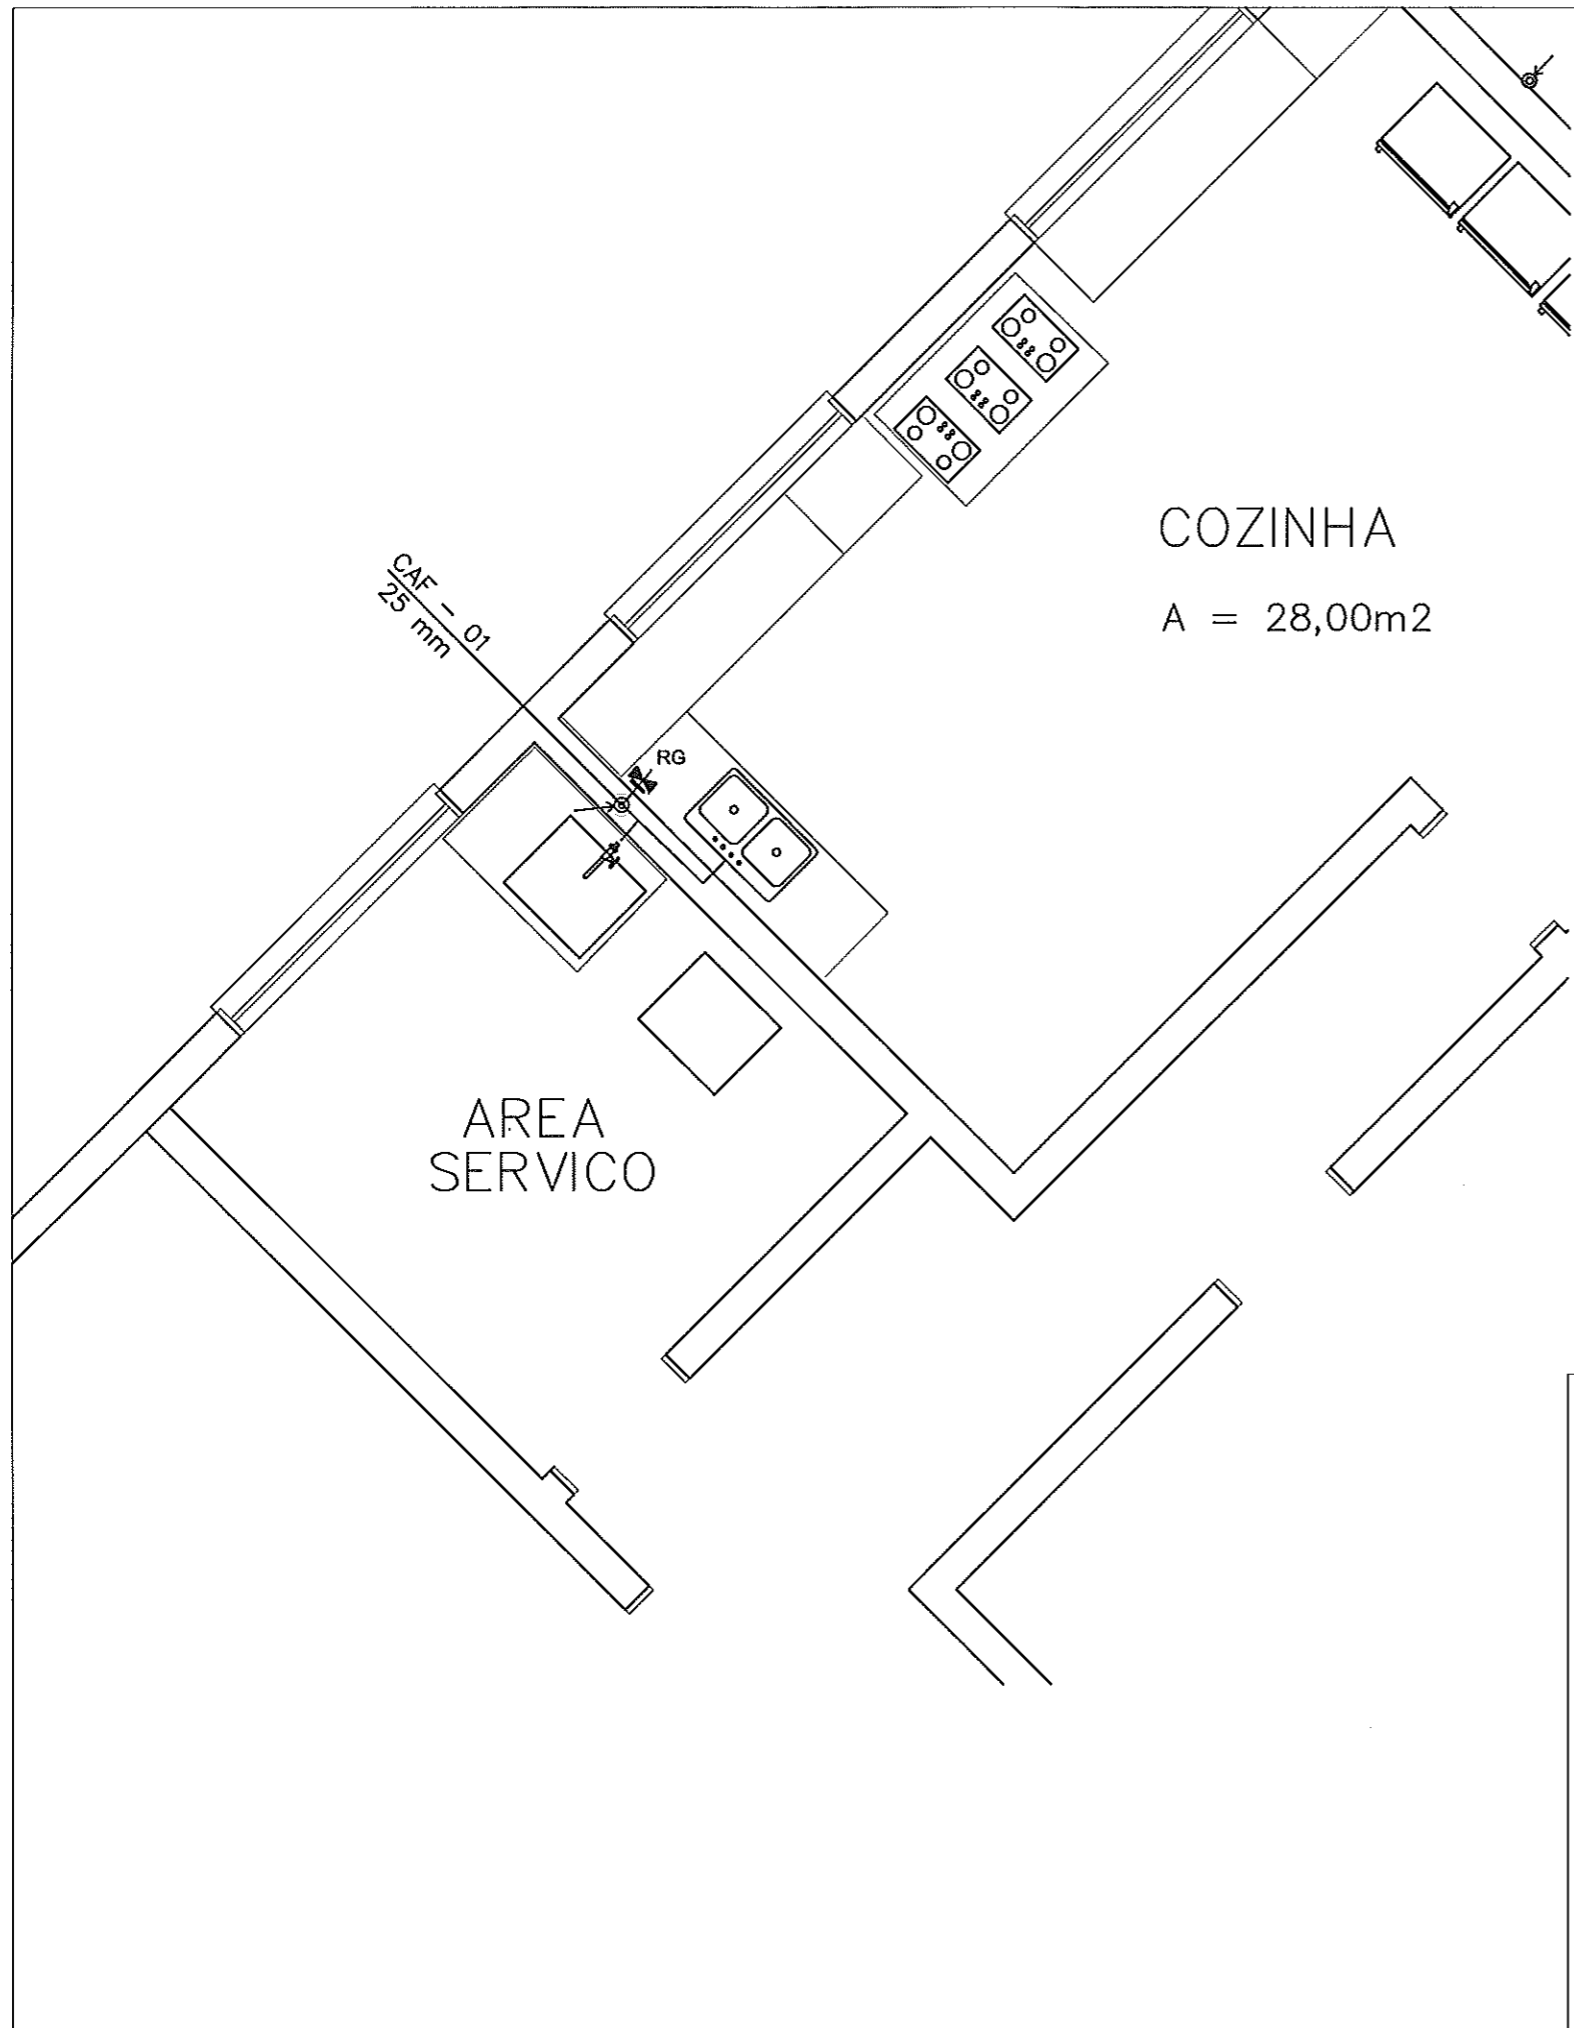 COZINHA
A = 28,00m2
CAF - 01
25 mm
RG
AREA
SERVICO